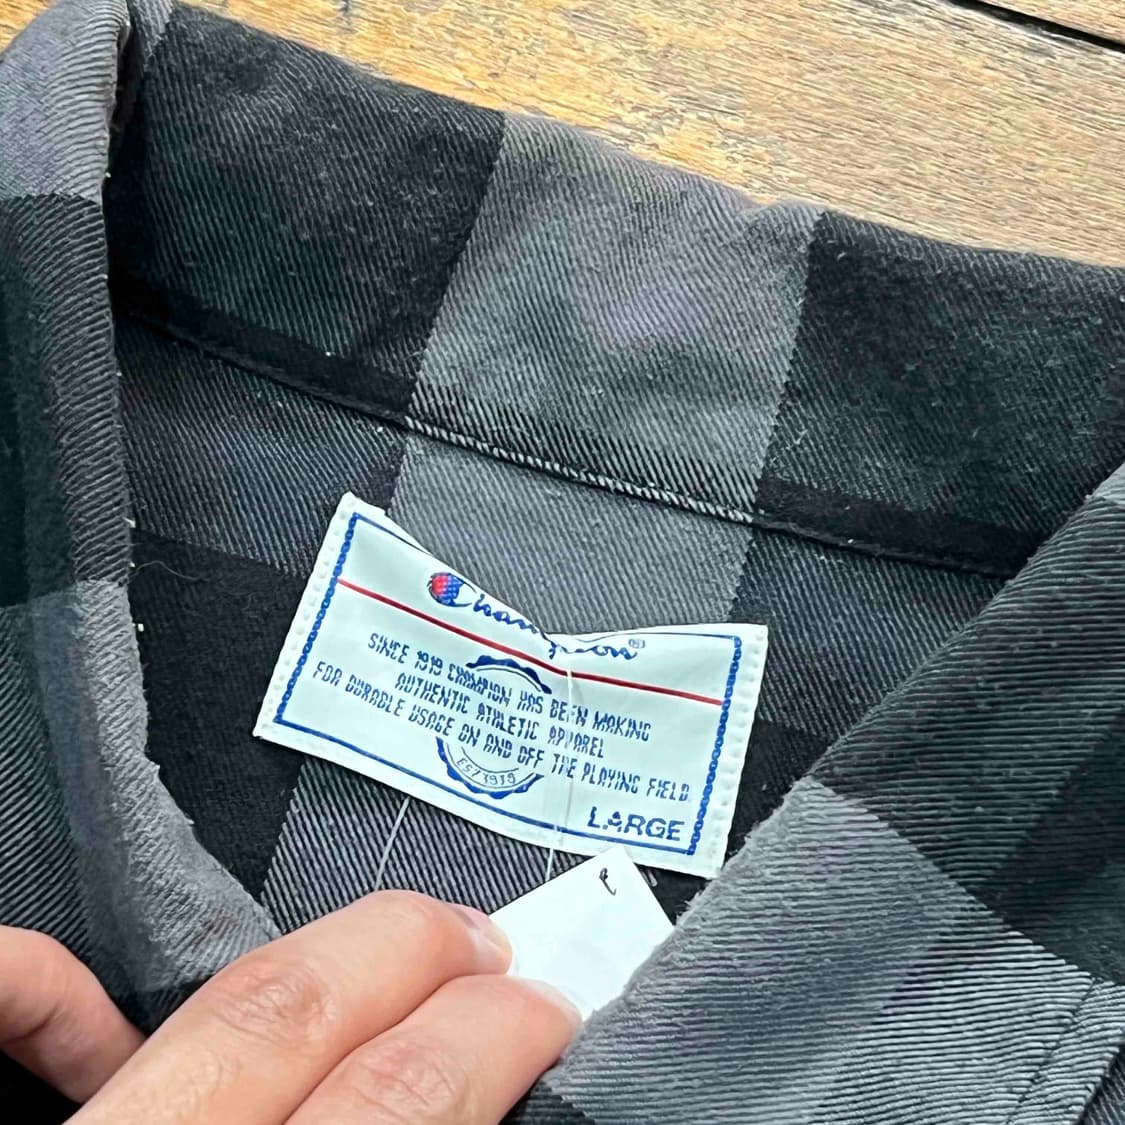 Champion®
SINCE 1919 CHAMPION HAS BEEN MAKING
AUTHENTIC ATHLETIC APPAREL
FOR DURABLE USAGE ON AND OFF THE PLAYING FIELD.
EST 1919
LARGE